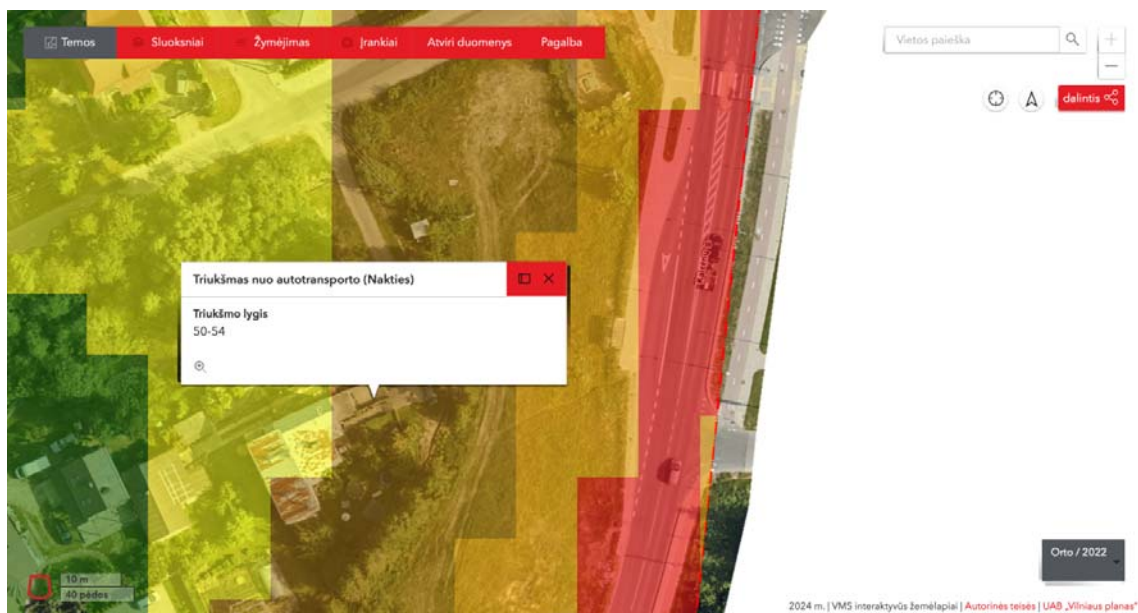 Temos Sluoksniai Žymėjimas Įrankiai Atviri duomenys Pagalba
Vietos paieška
dalintis
Triukšmas nuo autotransporto (Nakties)
Triukšmo lygis
50-54
10 m
40 pėdos
Orto / 2022
2024 m. | VMS interaktyvūs žemėlapiai | Autorinės teisės | UAB „Vilniaus planas“